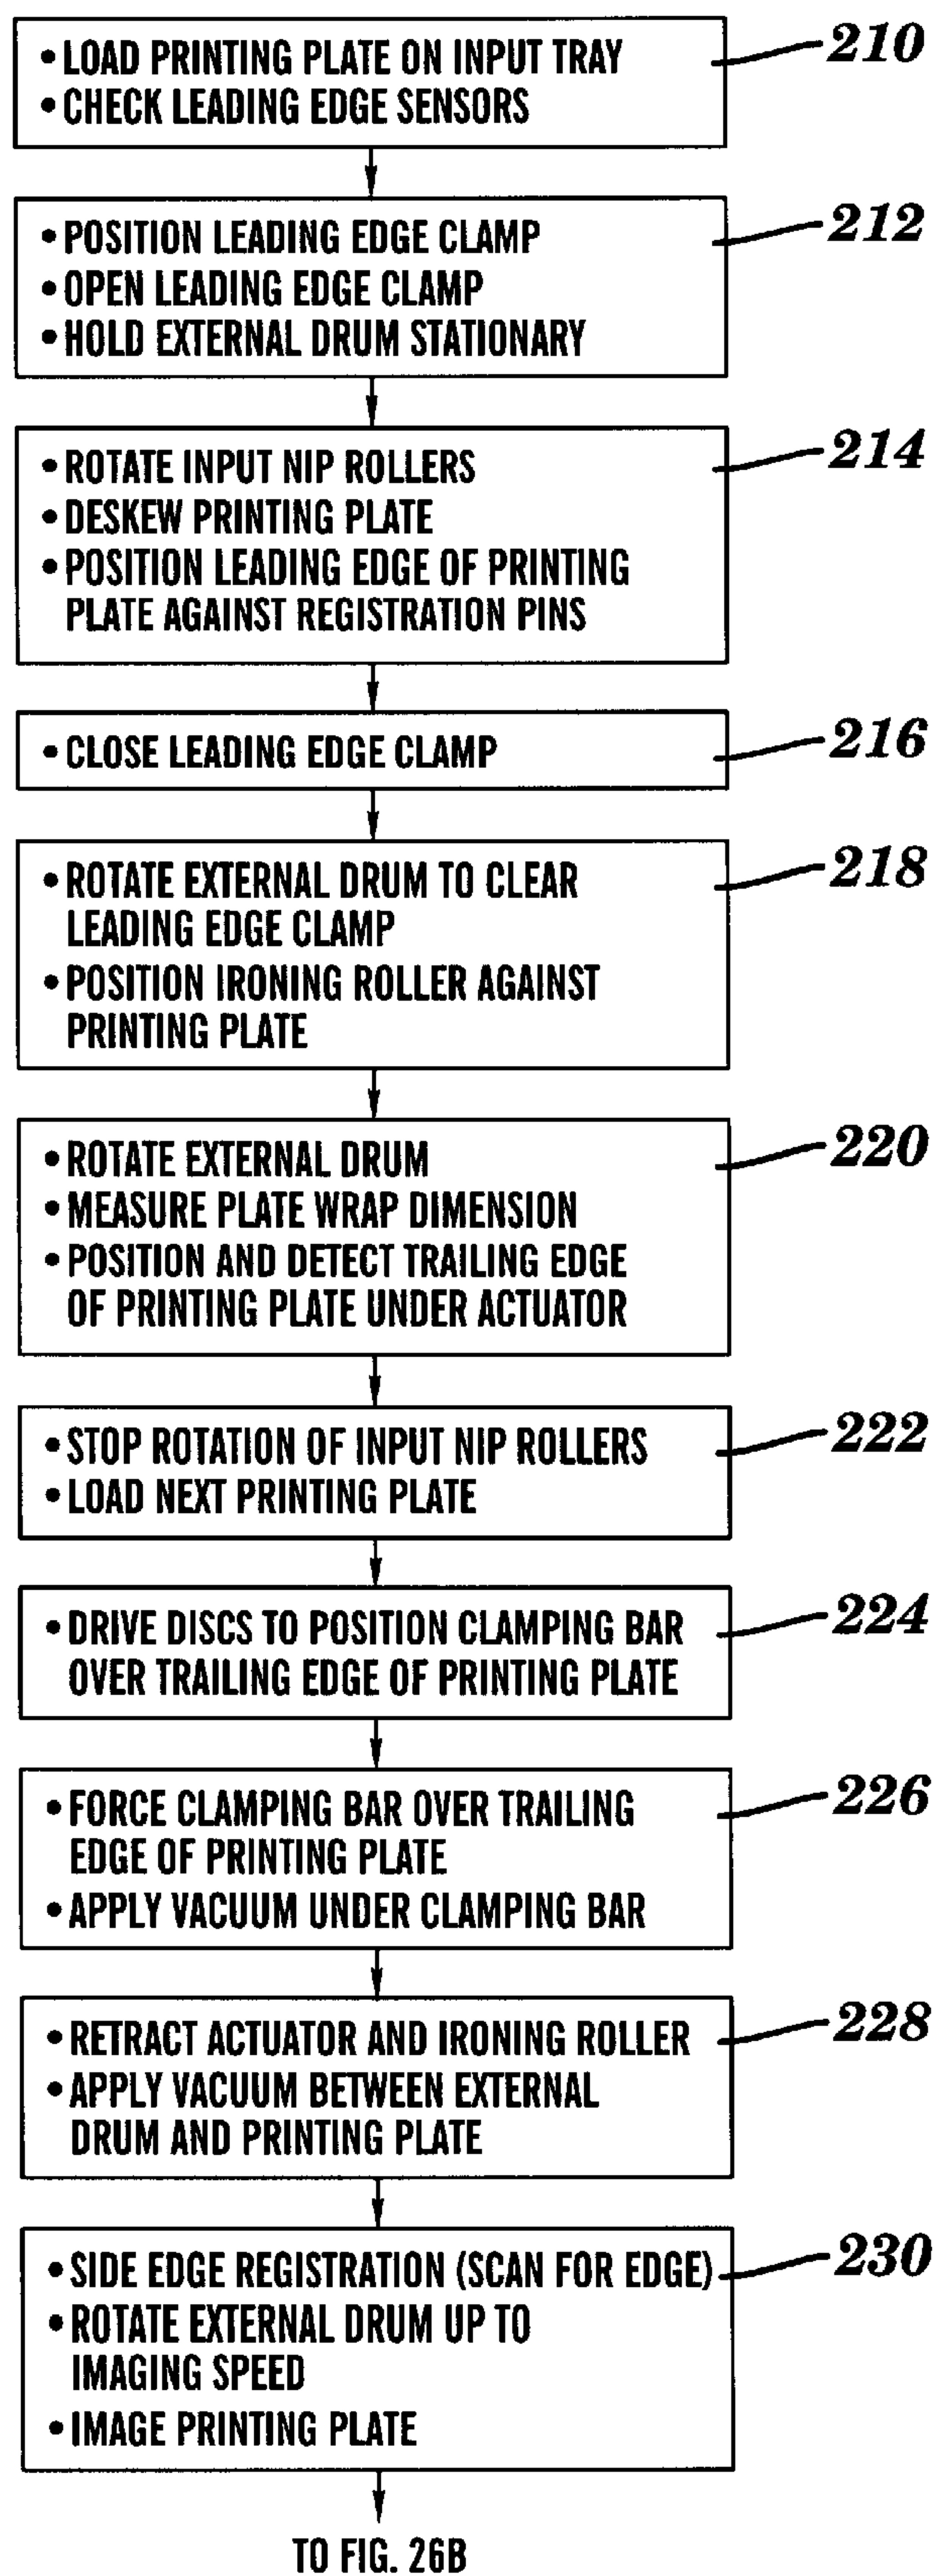 • LOAD PRINTING PLATE ON INPUT TRAY
• CHECK LEADING EDGE SENSORS
210
• POSITION LEADING EDGE CLAMP
• OPEN LEADING EDGE CLAMP
• HOLD EXTERNAL DRUM STATIONARY
212
• ROTATE INPUT NIP ROLLERS
• DESKEW PRINTING PLATE
• POSITION LEADING EDGE OF PRINTING
PLATE AGAINST REGISTRATION PINS
214
• CLOSE LEADING EDGE CLAMP
216
• ROTATE EXTERNAL DRUM TO CLEAR
LEADING EDGE CLAMP
• POSITION IRONING ROLLER AGAINST
PRINTING PLATE
218
• ROTATE EXTERNAL DRUM
• MEASURE PLATE WRAP DIMENSION
• POSITION AND DETECT TRAILING EDGE
OF PRINTING PLATE UNDER ACTUATOR
220
• STOP ROTATION OF INPUT NIP ROLLERS
• LOAD NEXT PRINTING PLATE
222
• DRIVE DISCS TO POSITION CLAMPING BAR
OVER TRAILING EDGE OF PRINTING PLATE
224
• FORCE CLAMPING BAR OVER TRAILING
EDGE OF PRINTING PLATE
• APPLY VACUUM UNDER CLAMPING BAR
226
• RETRACT ACTUATOR AND IRONING ROLLER
• APPLY VACUUM BETWEEN EXTERNAL
DRUM AND PRINTING PLATE
228
• SIDE EDGE REGISTRATION (SCAN FOR EDGE)
• ROTATE EXTERNAL DRUM UP TO
IMAGING SPEED
• IMAGE PRINTING PLATE
230
TO FIG. 26B